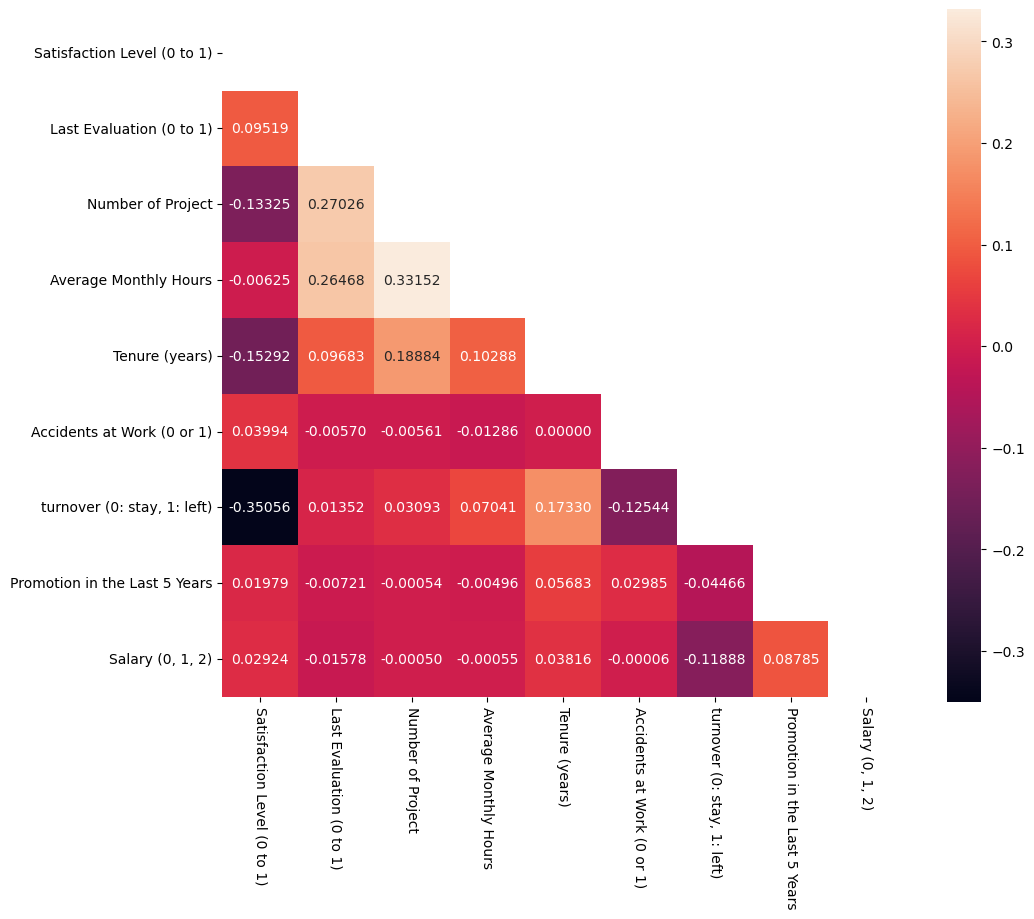 0.3
Satisfaction Level (0 to 1)
Last Evaluation (0 to 1)
0.09519
0.2
Number of Project
-0.13325 0.27026
0.1
Average Monthly Hours
-0.00625 0.26468 0.33152
Tenure (years)
-0.15292 0.09683 0.18884 0.10288
0.0
Accidents at Work (0 or 1)
0.03994 -0.00570 -0.00561 -0.01286 0.00000
-0.1
turnover (0: stay, 1: left)
-0.35056 0.01352 0.03093 0.07041 0.17330 -0.12544
-0.2
Promotion in the Last 5 Years
0.01979 -0.00721 -0.00054 -0.00496 0.05683 0.02985 -0.04466
Salary (0, 1, 2)
0.02924 -0.01578 -0.00050 -0.00055 0.03816 -0.00006 -0.11888 0.08785
-0.3
Satisfaction Level (0 to 1)
Last Evaluation (0 to 1)
Number of Project
Average Monthly Hours
Tenure (years)
Accidents at Work (0 or 1)
turnover (0: stay, 1: left)
Promotion in the Last 5 Years
Salary (0, 1, 2)